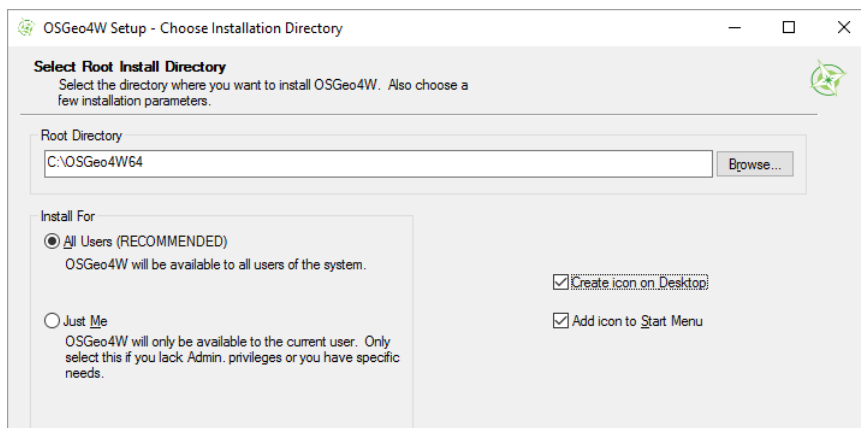 OSGeo4W Setup - Choose Installation Directory
Select Root Install Directory
Select the directory where you want to install OSGeo4W. Also choose a
few installation parameters.
Root Directory
C:\OSGeo4W64
Browse...
Install For
All Users (RECOMMENDED)
OSGeo4W will be available to all users of the system.
Just Me
OSGeo4W will only be available to the current user. Only
select this if you lack Admin. privileges or you have specific
needs.
Create icon on Desktop
Add icon to Start Menu